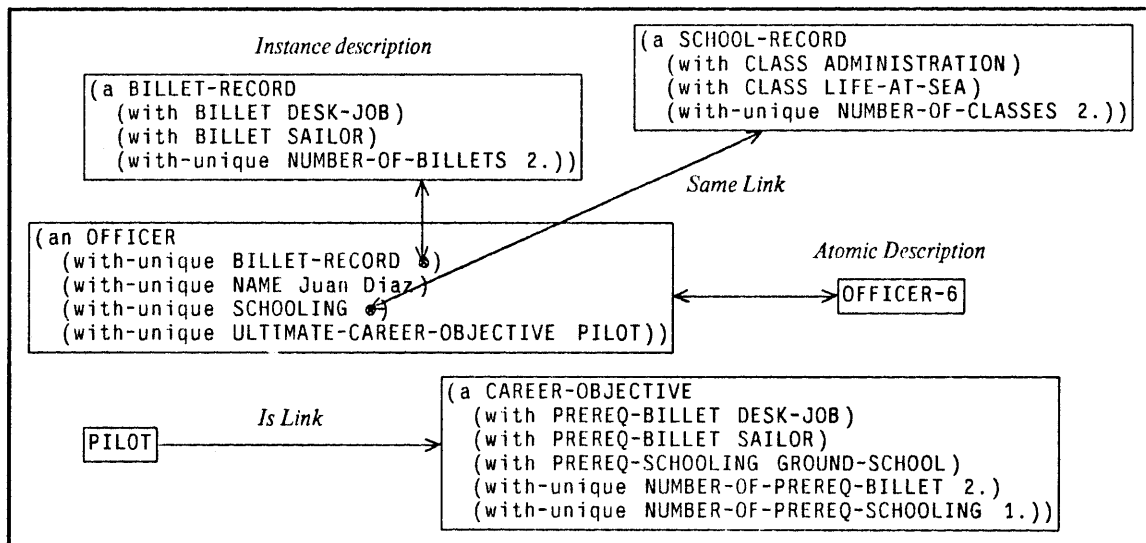 Instance description
(a BILLET-RECORD
(with BILLET DESK-JOB)
(with BILLET SAILOR)
(with-unique NUMBER-OF-BILLETS 2.))
(a SCHOOL-RECORD
(with CLASS ADMINISTRATION)
(with CLASS LIFE-AT-SEA)
(with-unique NUMBER-OF-CLASSES 2.))
Same Link
(an OFFICER
(with-unique BILLET-RECORD )
(with-unique NAME Juan Diaz)
(with-unique SCHOOLING )
(with-unique ULTIMATE-CAREER-OBJECTIVE PILOT))
Atomic Description
OFFICER-6
PILOT
Is Link
(a CAREER-OBJECTIVE
(with PREREQ-BILLET DESK-JOB)
(with PREREQ-BILLET SAILOR)
(with PREREQ-SCHOOLING GROUND-SCHOOL)
(with-unique NUMBER-OF-PREREQ-BILLET 2.)
(with-unique NUMBER-OF-PREREQ-SCHOOLING 1.))